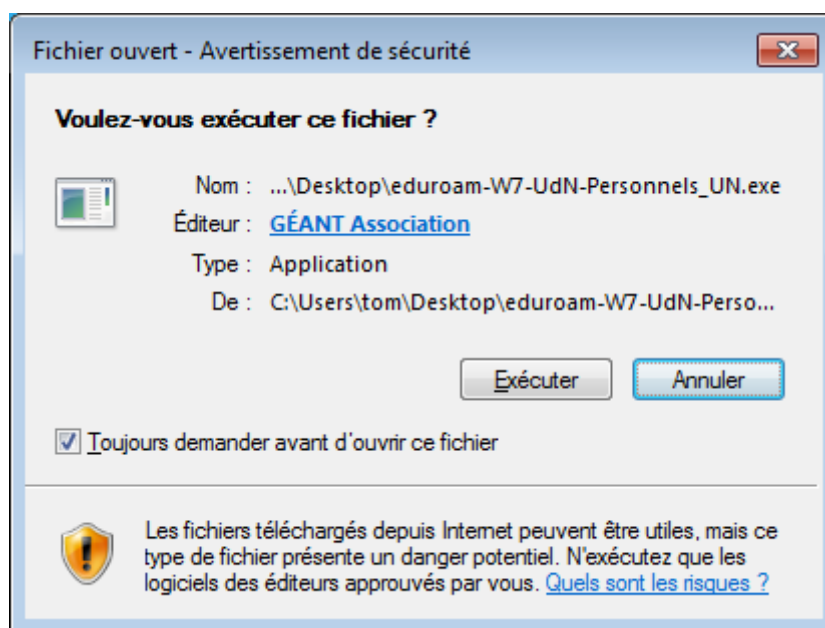 Fichier ouvert - Avertissement de sécurité
Voulez-vous exécuter ce fichier ?
Nom : ...\Desktop\eduroam-W7-UdN-Personnels_UN.exe
Éditeur : GÉANT Association
Type : Application
De : C:\Users\tom\Desktop\eduroam-W7-UdN-Perso...
Exécuter Annuler
Toujours demander avant d'ouvrir ce fichier
Les fichiers téléchargés depuis Internet peuvent être utiles, mais ce
type de fichier présente un danger potentiel. N'exécutez que les
logiciels des éditeurs approuvés par vous. Quels sont les risques ?